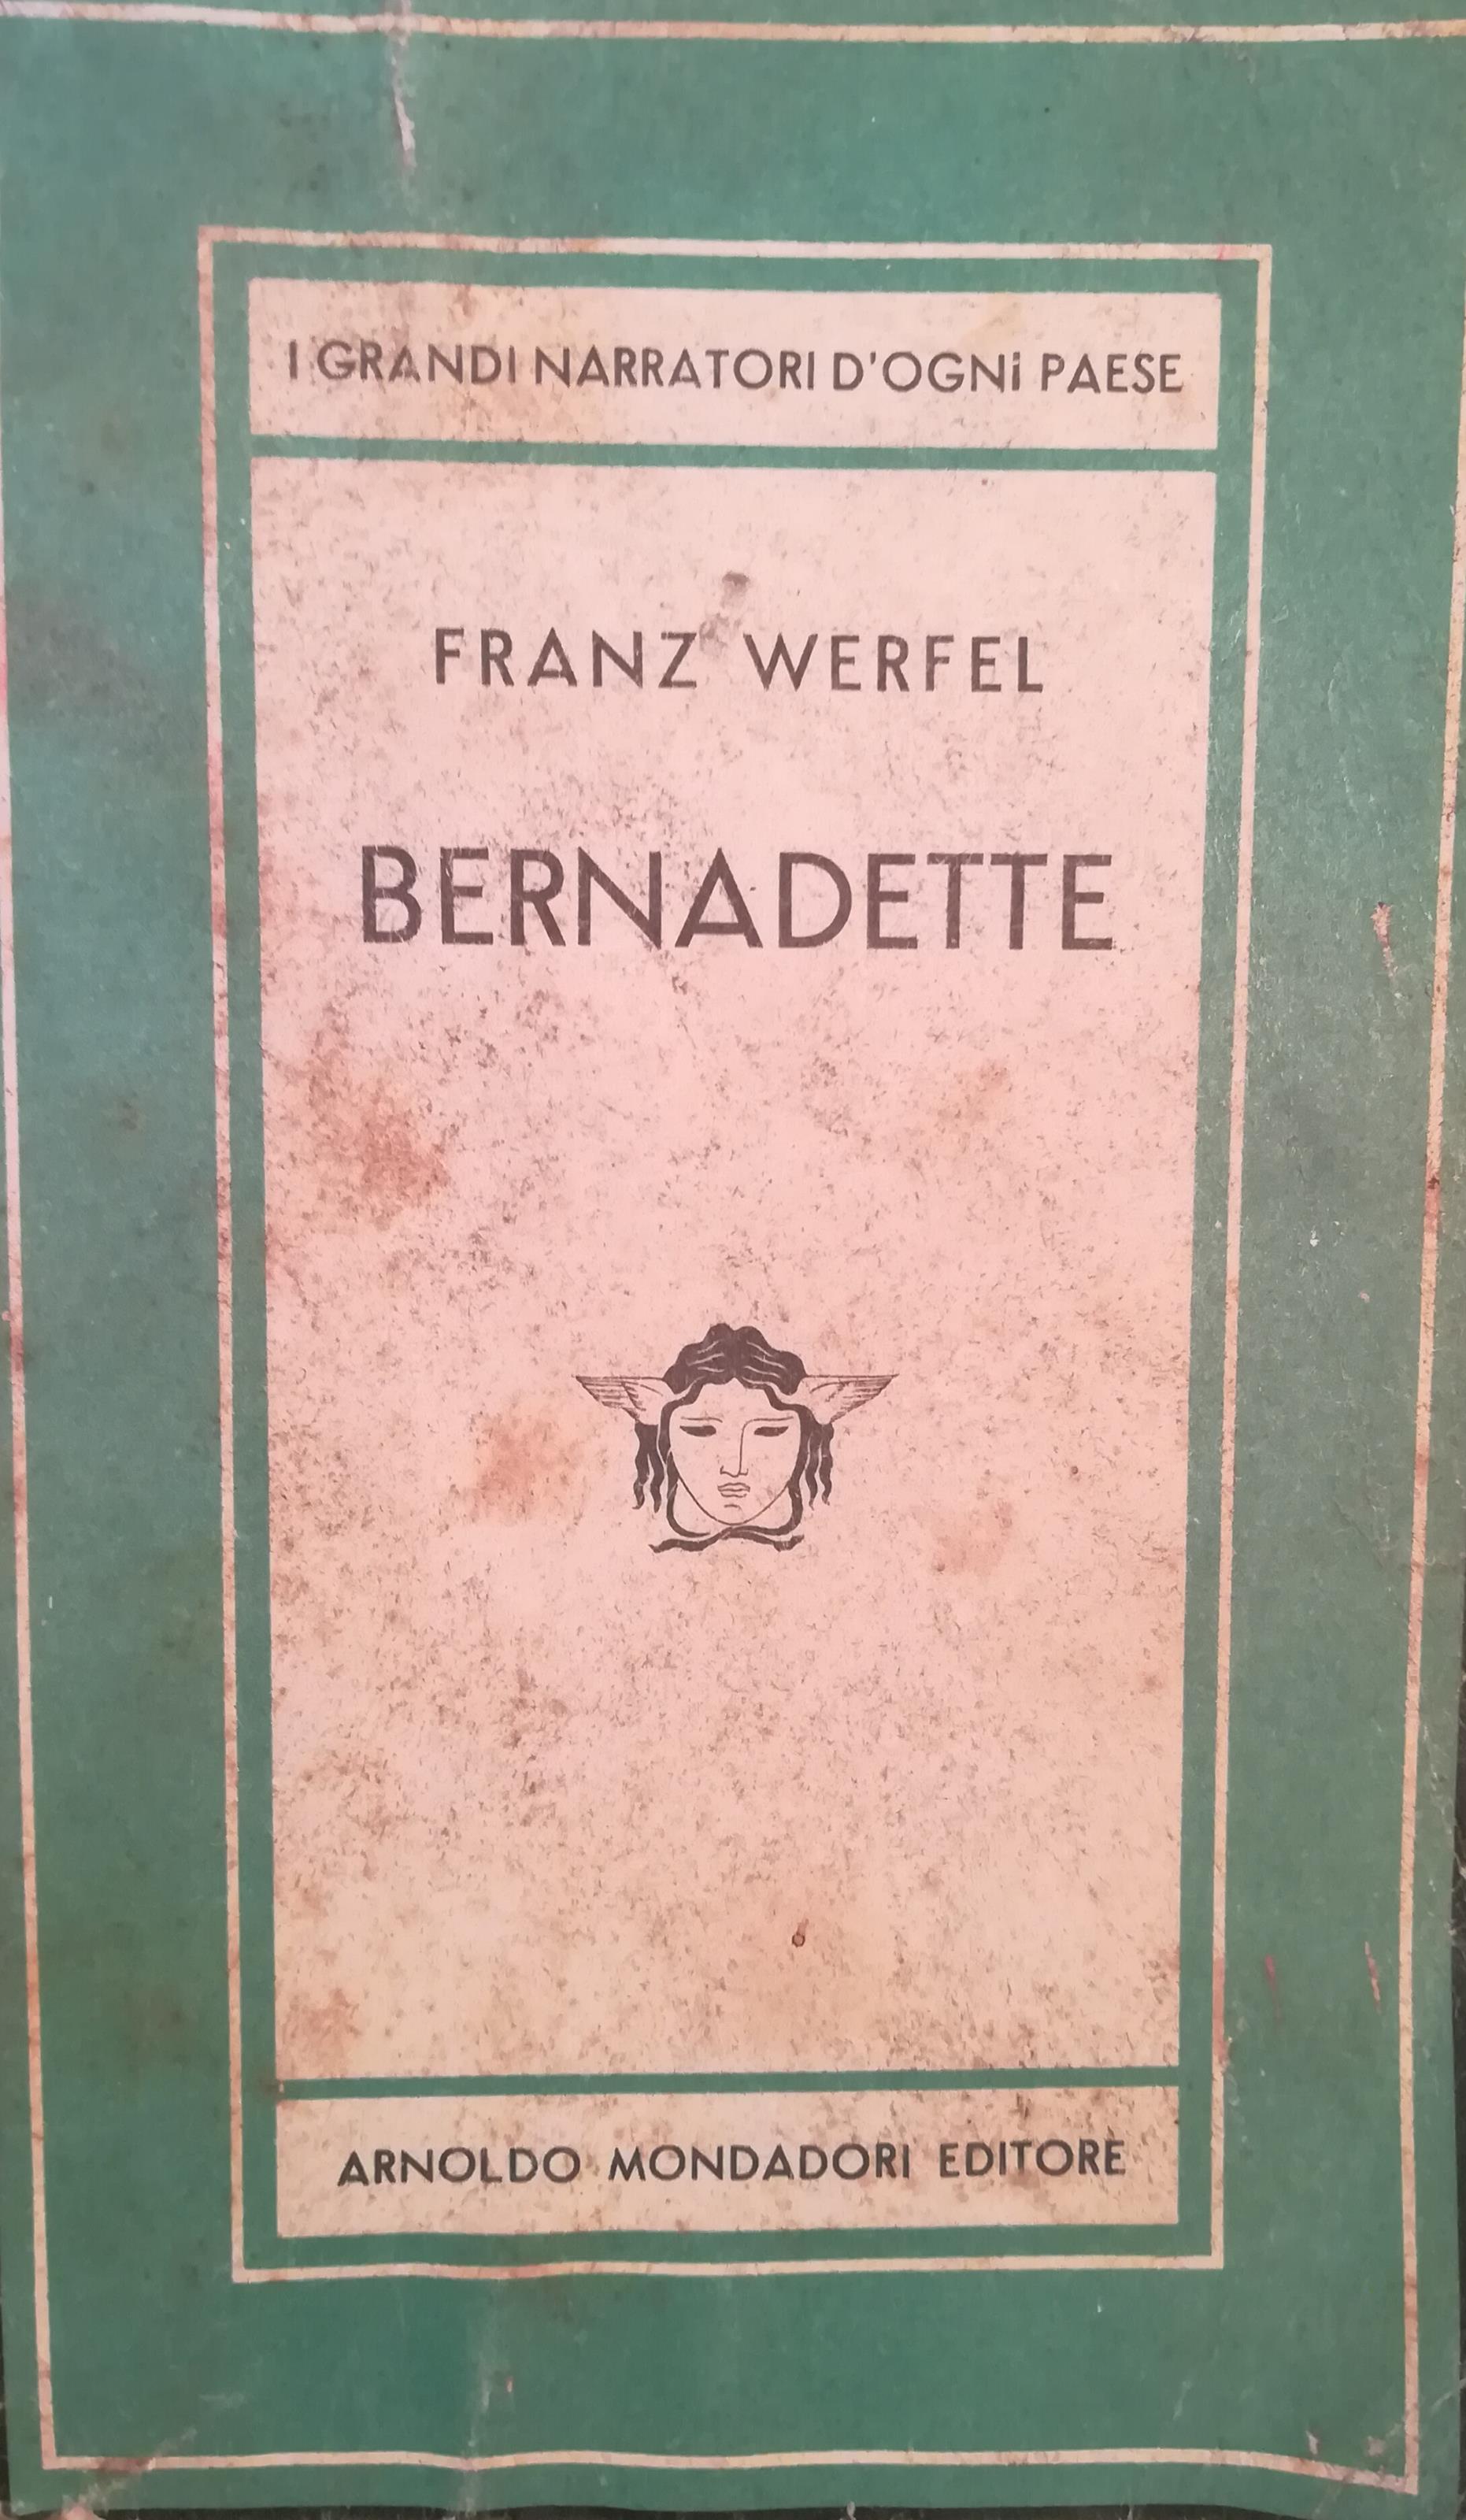 I GRANDI NARRATORI D'OGNi PAESE
FRANZ WERFEL
BERNADETTE
ARNOLDO MONDADORI EDITORE